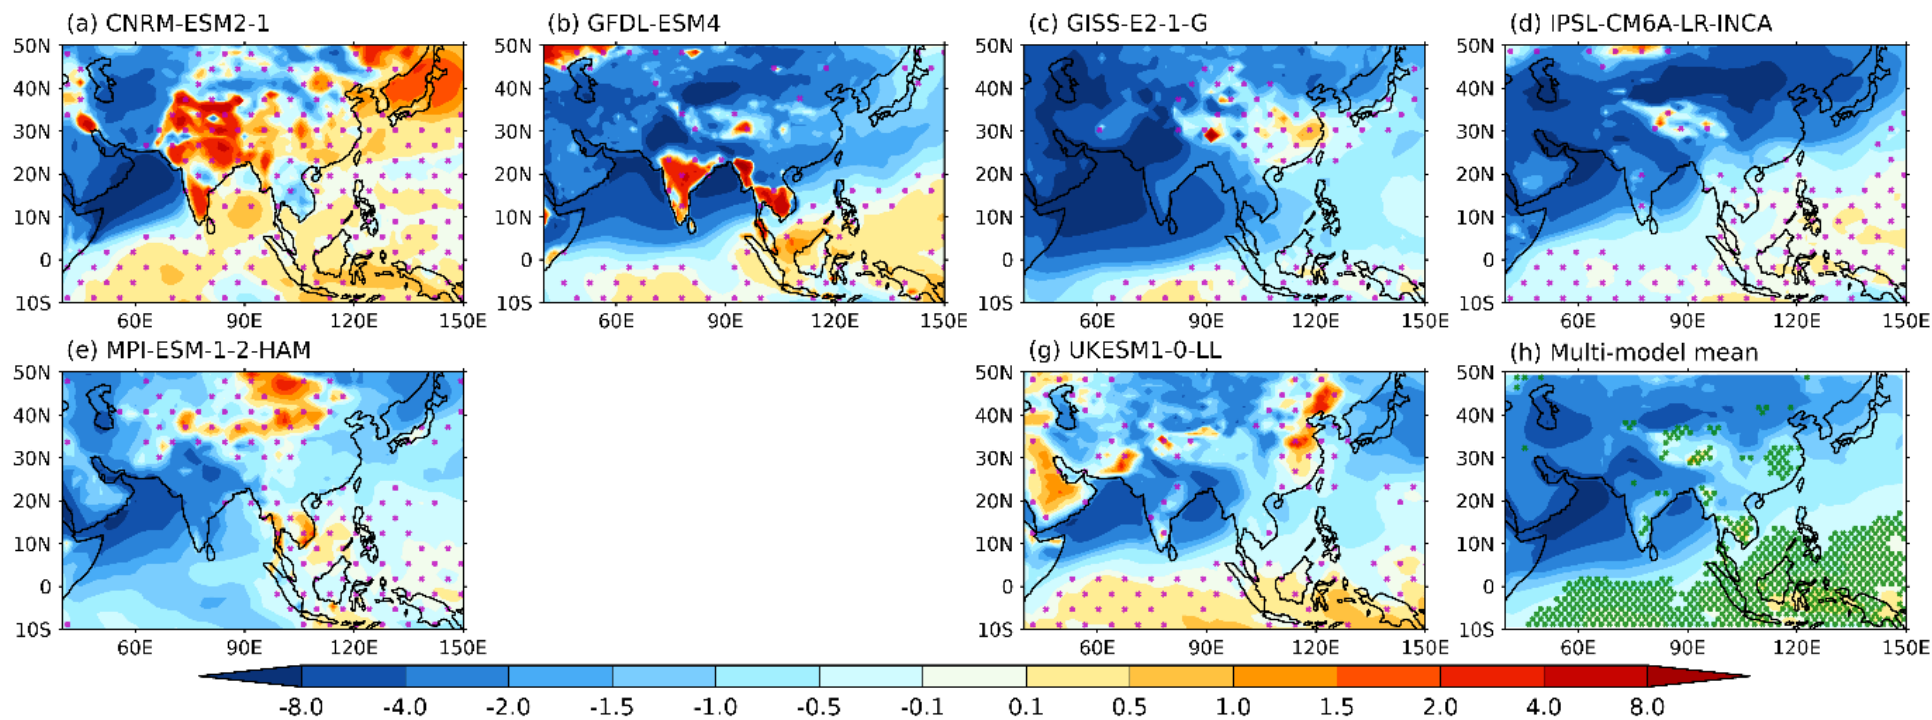 (a) CNRM-ESM2-1
(b) GFDL-ESM4
(c) GISS-E2-1-G
(d) IPSL-CM6A-LR-INCA
50N 50N 50N 50N
40N 40N 40N 40N
30N 30N 30N 30N
20N 20N 20N 20N
10N 10N 10N 10N
0 0 0 0
10S 10S 10S 10S
60E 90E 120E 150E 60E 90E 120E 150E 60E 90E 120E 150E 60E 90E 120E 150E
(e) MPI-ESM-1-2-HAM
(g) UKESM1-0-LL
(h) Multi-model mean
50N 50N 50N
40N 40N 40N
30N 30N 30N
20N 20N 20N
10N 10N 10N
0 0 0
10S 10S 10S
60E 90E 120E 150E 60E 90E 120E 150E 60E 90E 120E 150E
-8.0 -4.0 -2.0 -1.5 -1.0 -0.5 -0.1 0.1 0.5 1.0 1.5 2.0 4.0 8.0